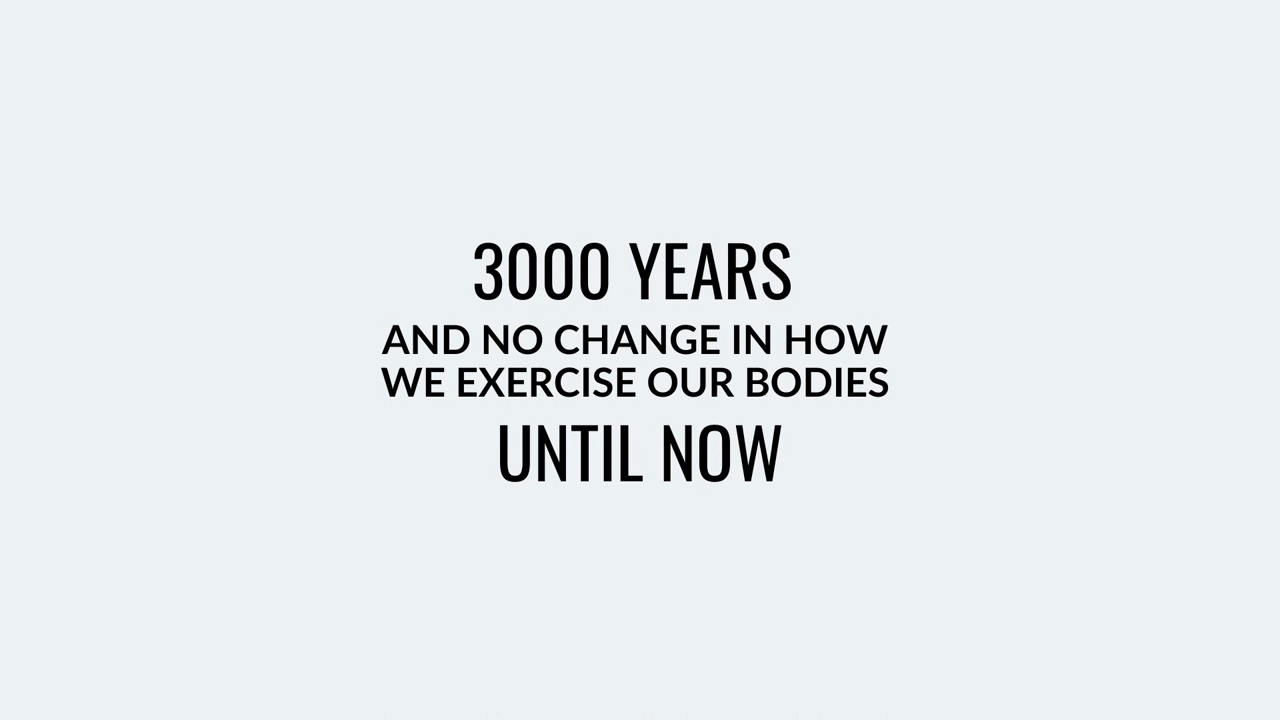 3000 YEARS
AND NO CHANGE IN HOW
WE EXERCISE OUR BODIES
UNTIL NOW